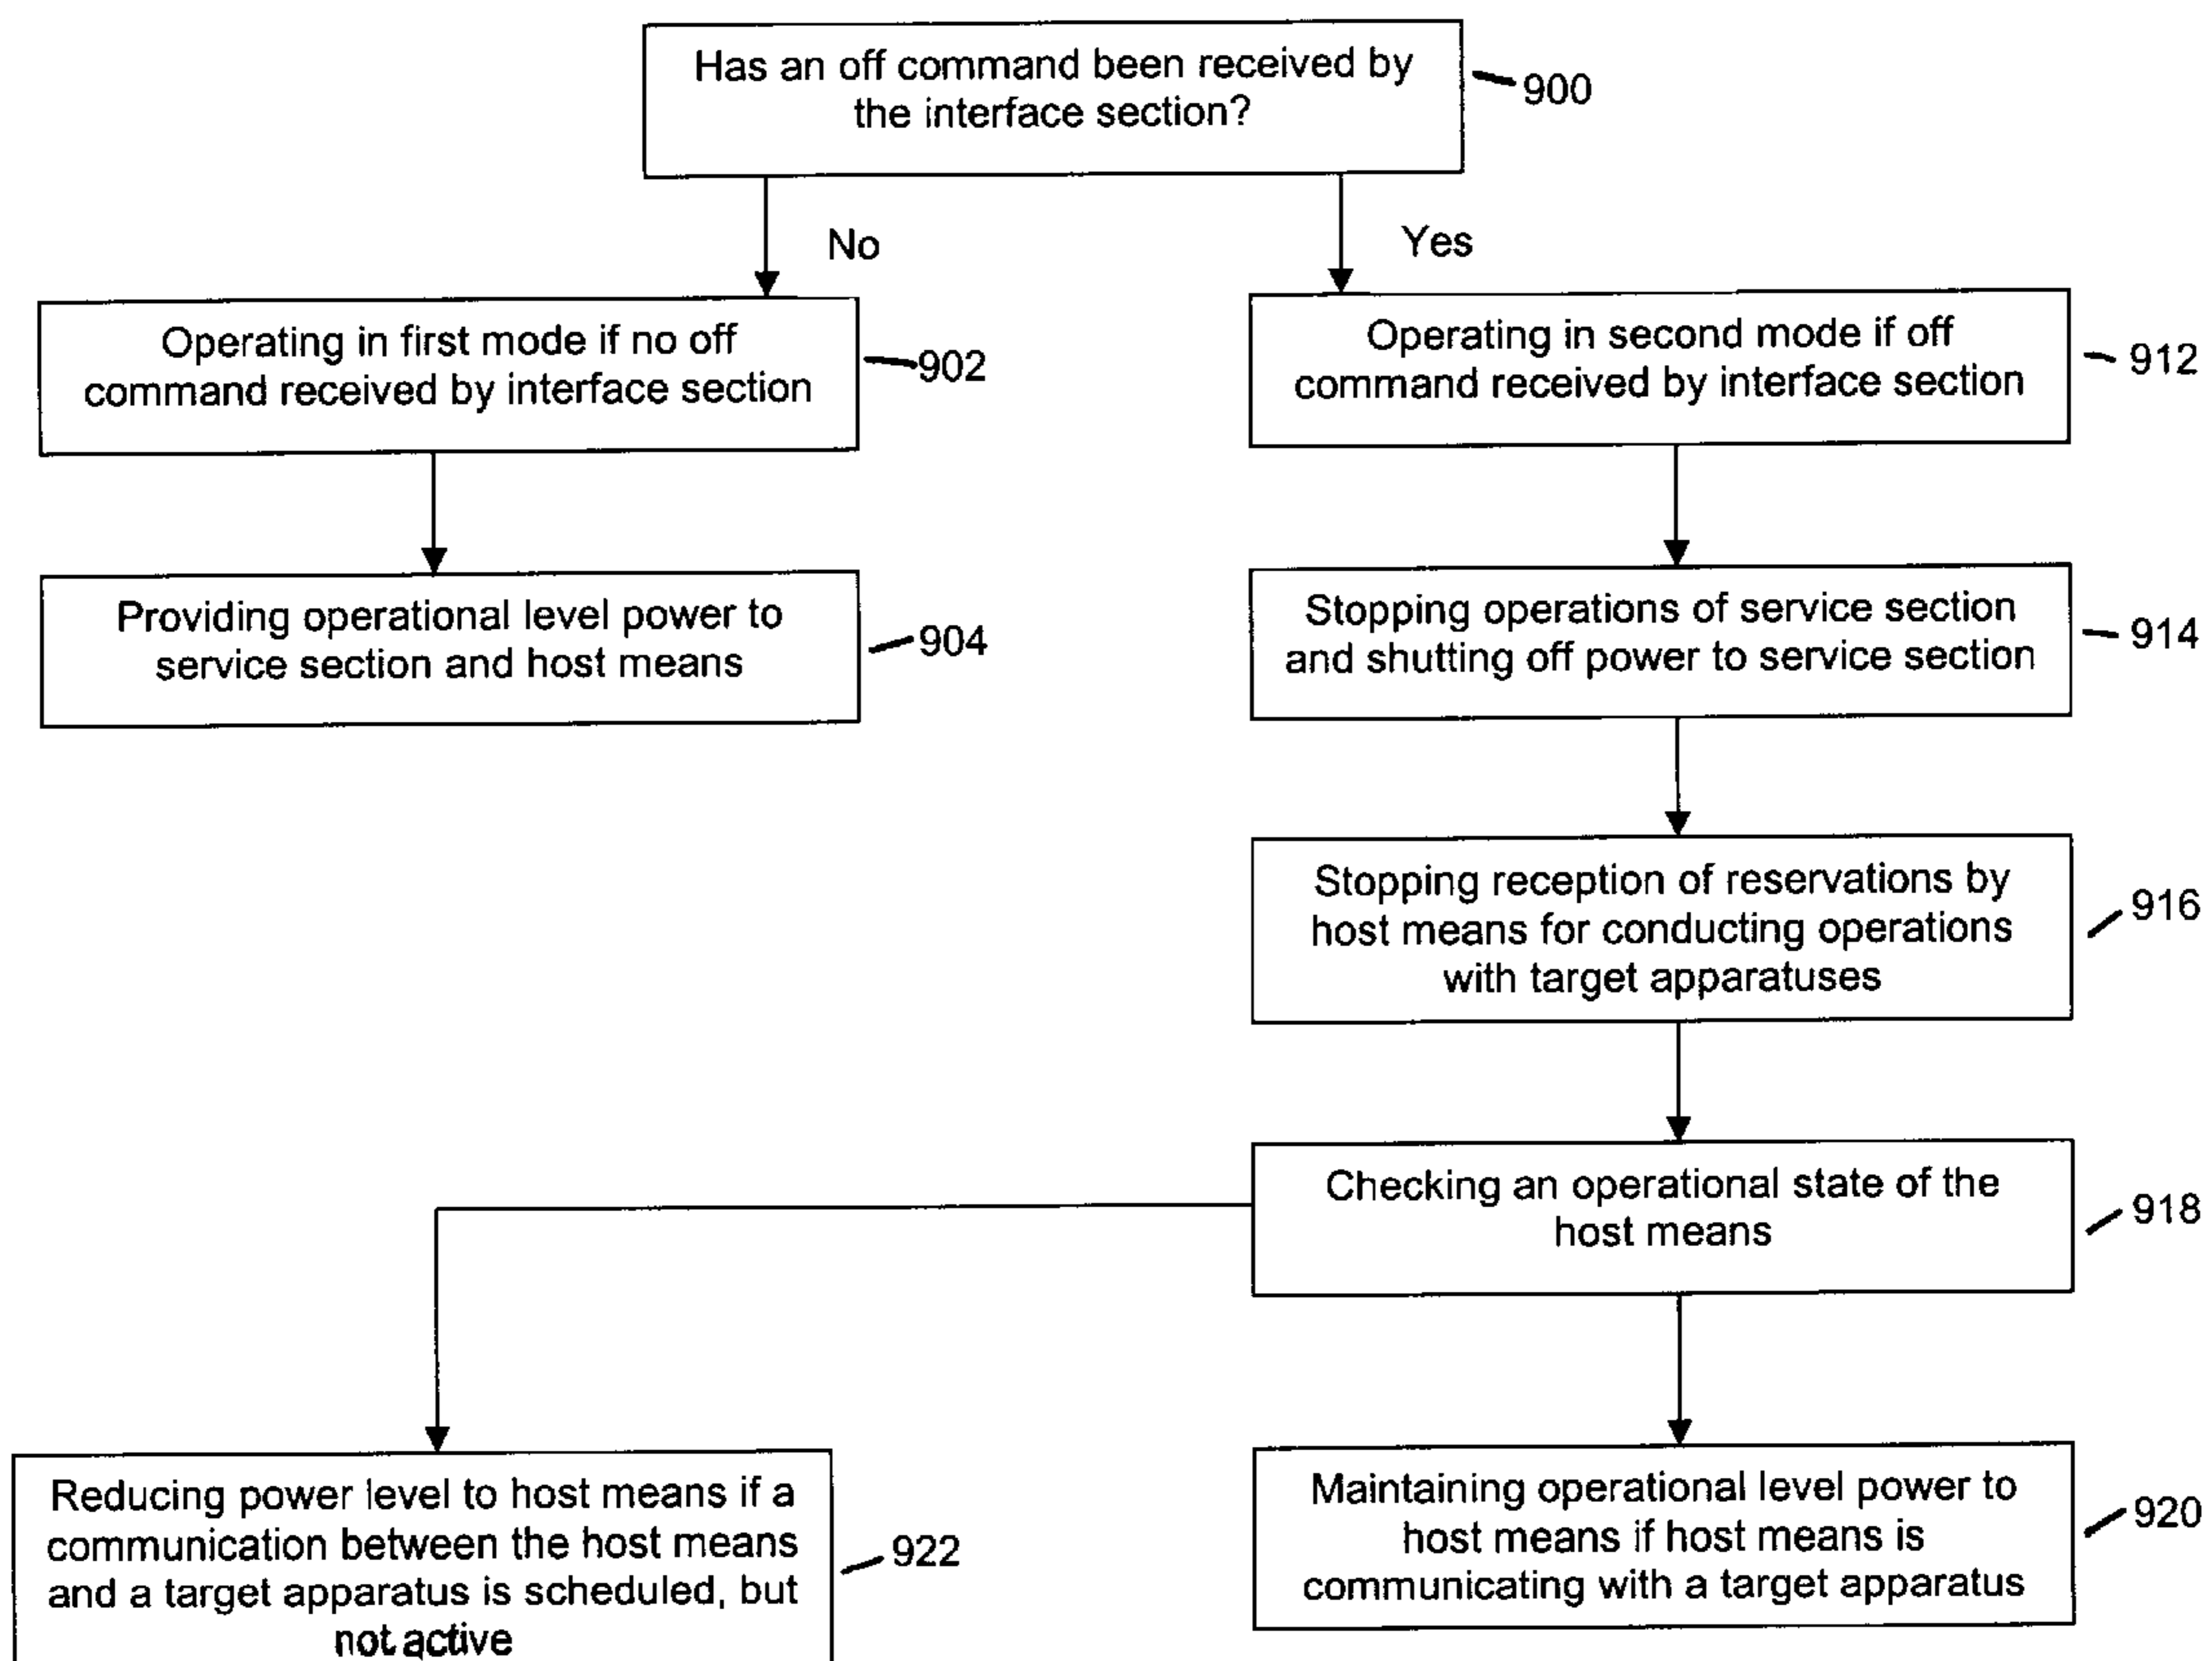 Has an off command been received by
the interface section?
900
No
Yes
Operating in first mode if no off
command received by interface section
902
Operating in second mode if off
command received by interface section
912
Providing operational level power to
service section and host means
904
Stopping operations of service section
and shutting off power to service section
914
Stopping reception of reservations by
host means for conducting operations
with target apparatuses
916
Checking an operational state of the
host means
918
Reducing power level to host means if a
communication between the host means
and a target apparatus is scheduled, but
not active
922
Maintaining operational level power to
host means if host means is
communicating with a target apparatus
920